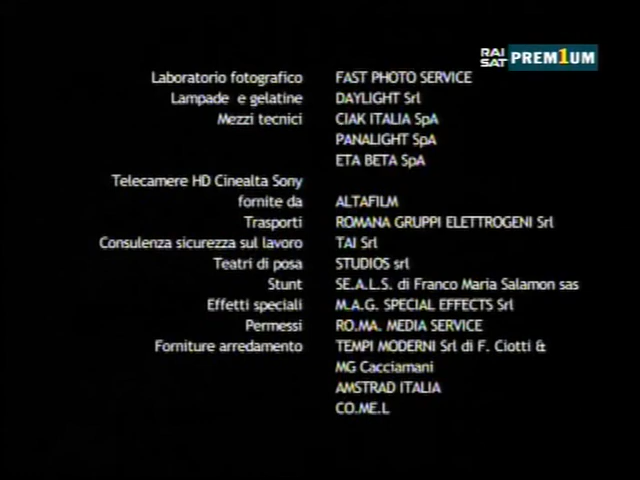 RAI
SAT PREM1UM
Laboratorio fotografico FAST PHOTO SERVICE
Lampade e gelatine DAYLIGHT Srl
Mezzi tecnici CIAK ITALIA SpA
PANALIGHT SpA
ETA BETA SpA
Telecamere HD Cinealta Sony
fornite da ALTAFILM
Trasporti ROMANA GRUPPI ELETTROGENI Srl
Consulenza sicurezza sul lavoro TAI Srl
Teatri di posa STUDIOS srl
Stunt SE.A.L.S. di Franco Maria Salamon sas
Effetti speciali M.A.G. SPECIAL EFFECTS Srl
Permessi RO.MA. MEDIA SERVICE
Forniture arredamento TEMPI MODERNI Srl di F. Ciotti &
MG Cacciamani
AMSTRAD ITALIA
CO.ME.L